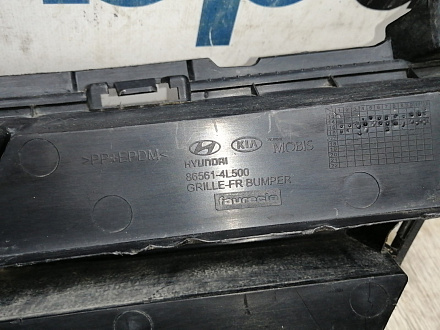 >PP+EPDM<
HYUNDAI
KIA
MOBIS
86561-4L500
GRILLE-FR BUMPER
faurecia